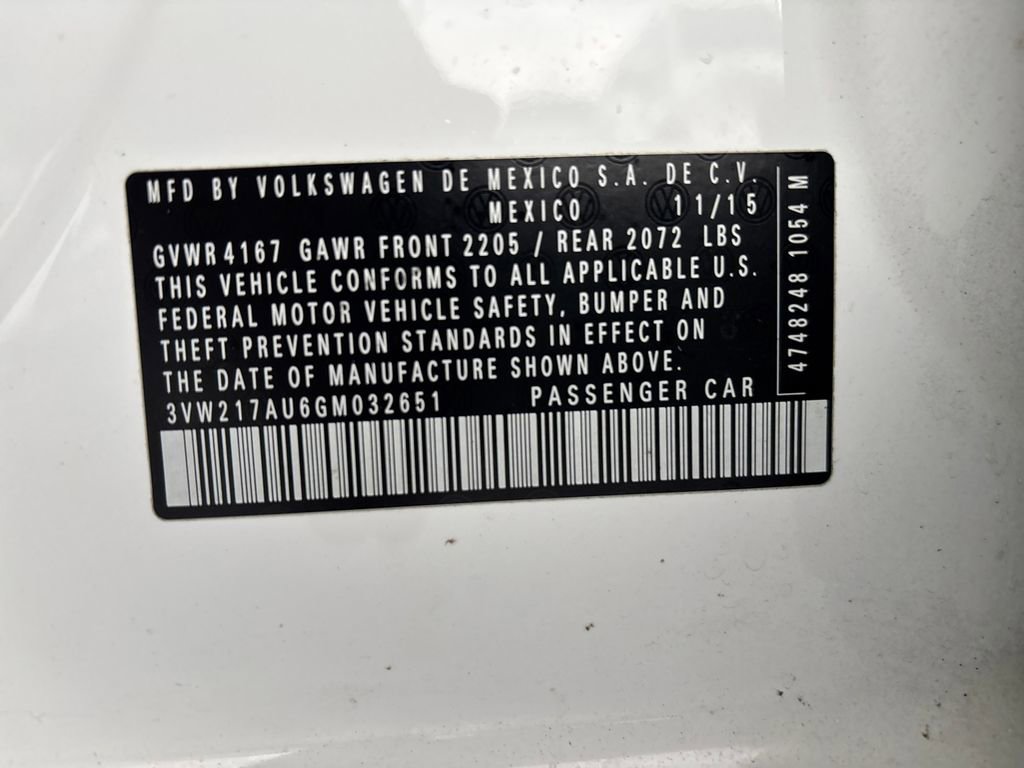 MFD BY VOLKSWAGEN DE MEXICO S.A. DE C.V.
MEXICO 11/15
GVWR 4167 GAWR FRONT 2205 / REAR 2072 LBS
THIS VEHICLE CONFORMS TO ALL APPLICABLE U.S.
FEDERAL MOTOR VEHICLE SAFETY, BUMPER AND
THEFT PREVENTION STANDARDS IN EFFECT ON
THE DATE OF MANUFACTURE SHOWN ABOVE.
3VW217AU6GM032651 PASSENGER CAR
4748248 1054 M